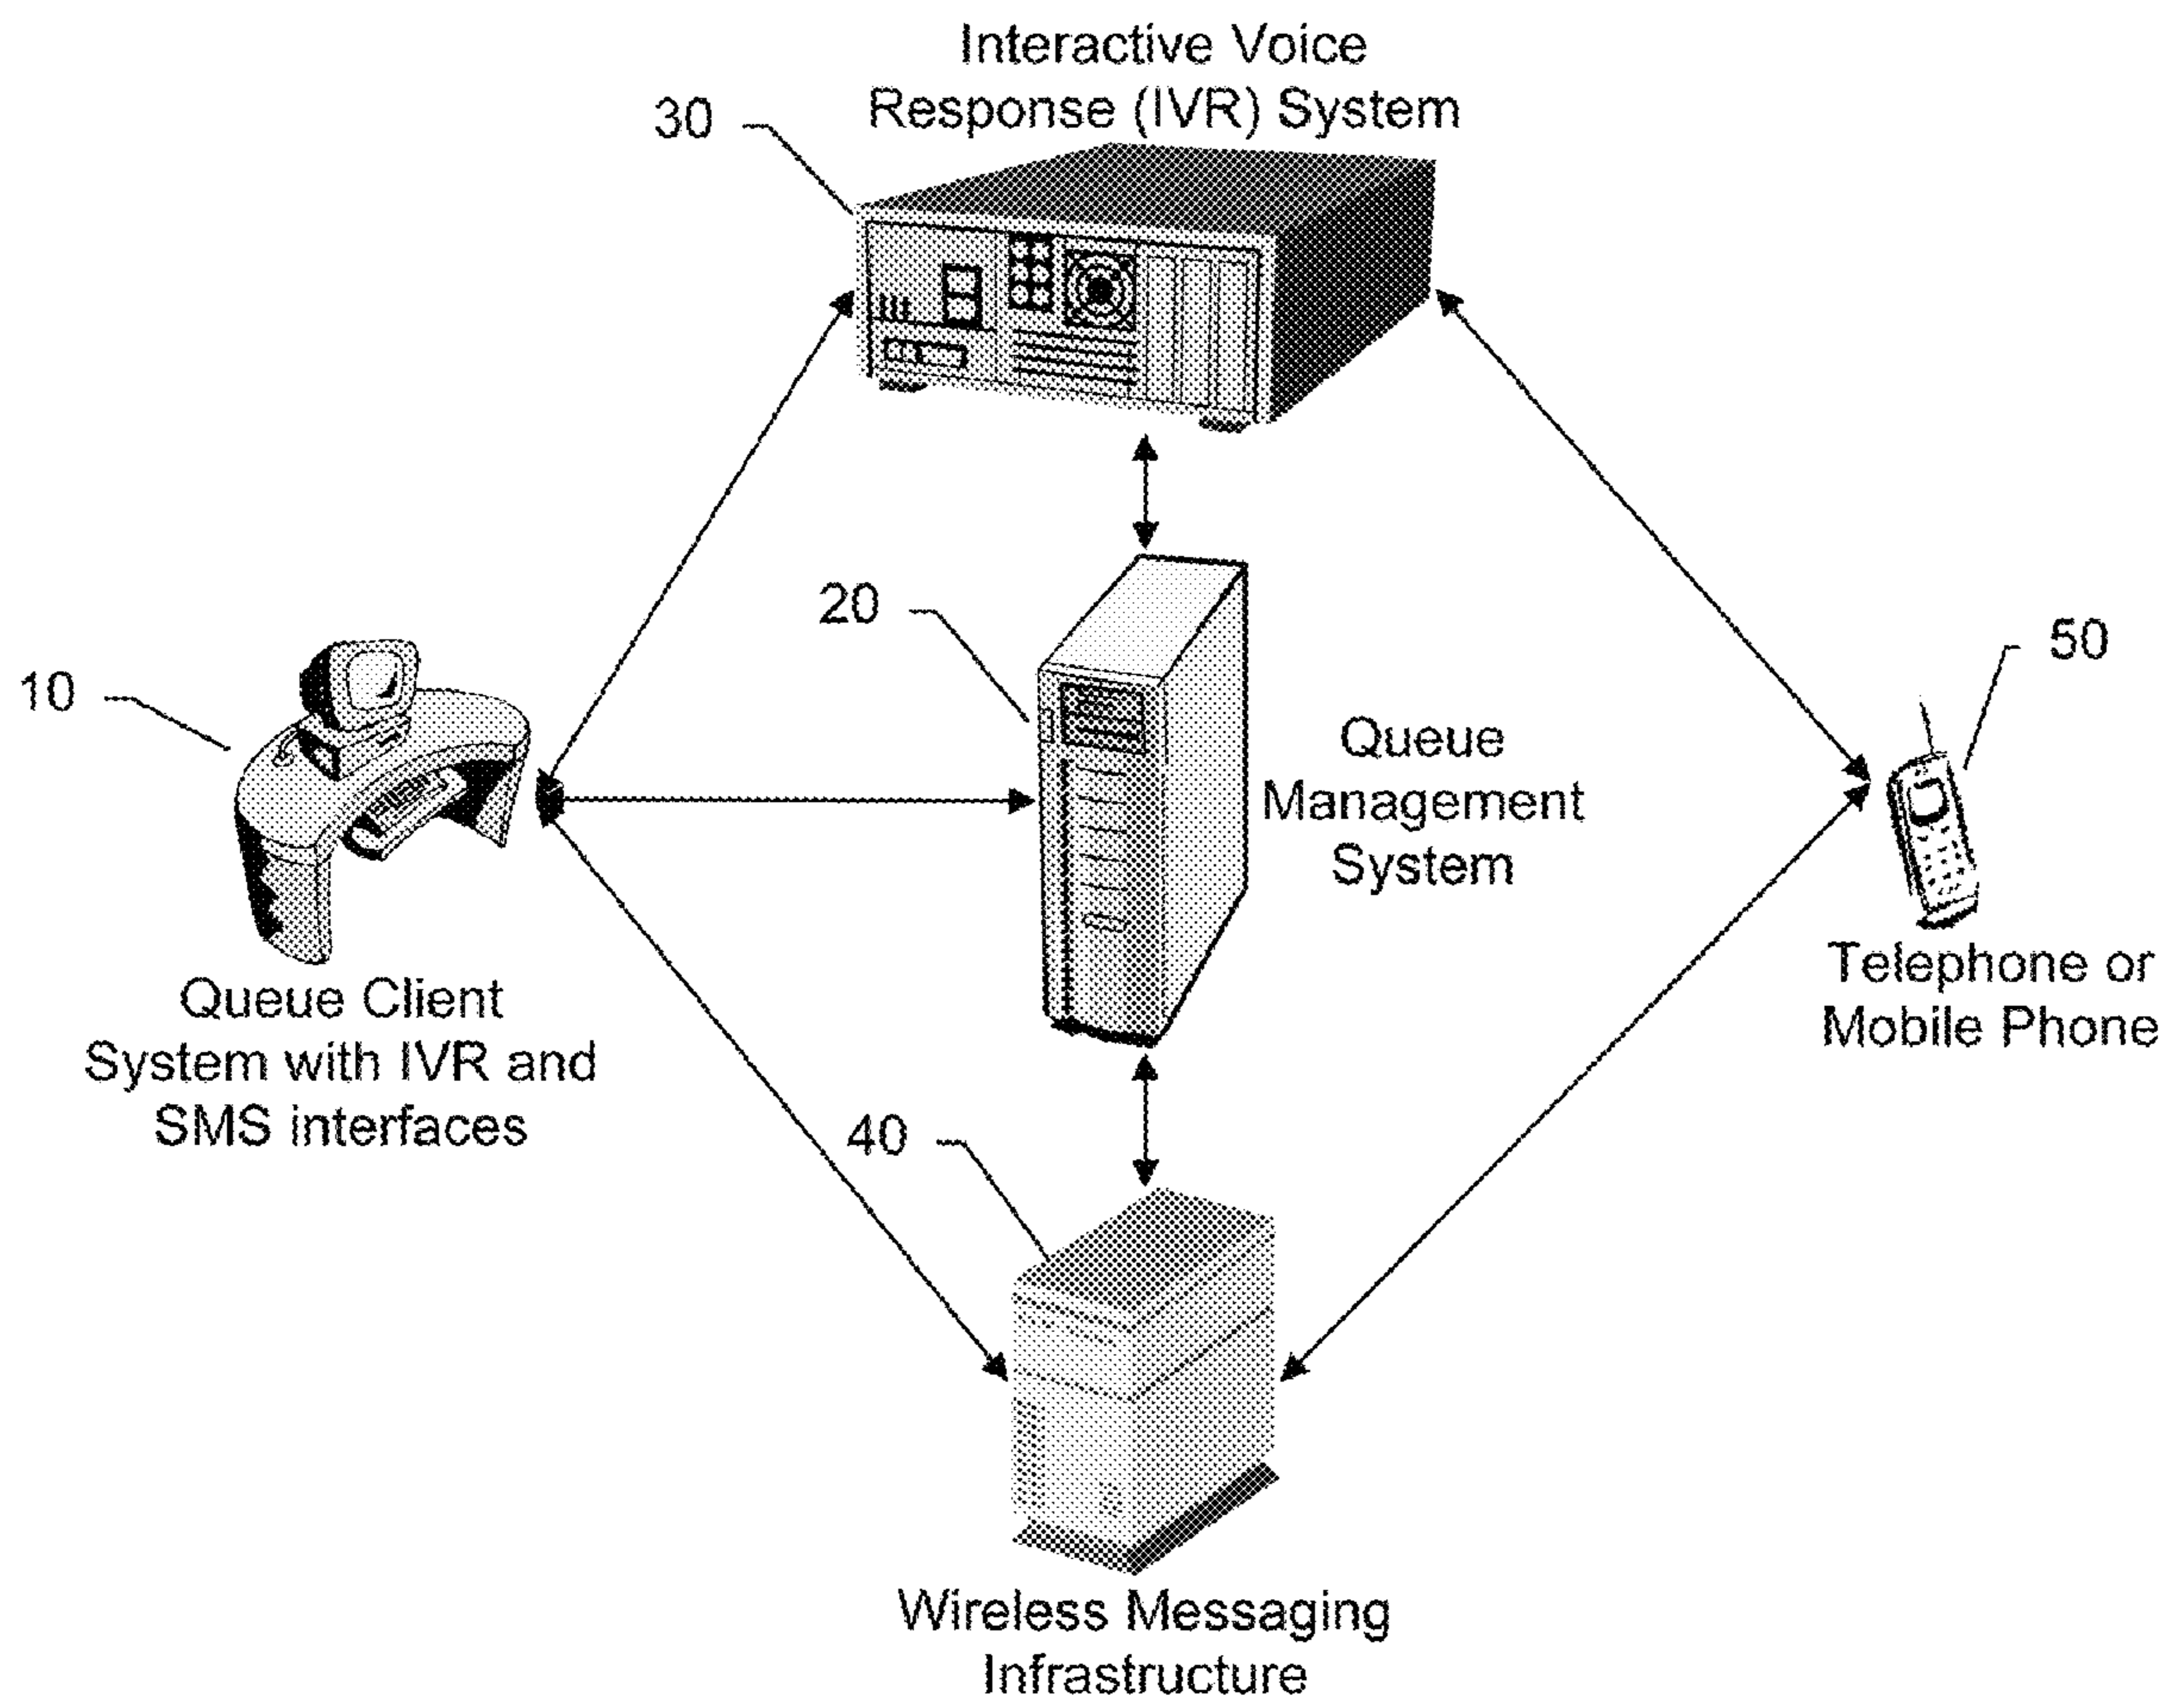 Interactive Voice
Response (IVR) System
30
20
50
10
Queue
Management
System
Telephone or
Mobile Phone
Queue Client
System with IVR and
SMS interfaces
40
Wireless Messaging
Infrastructure